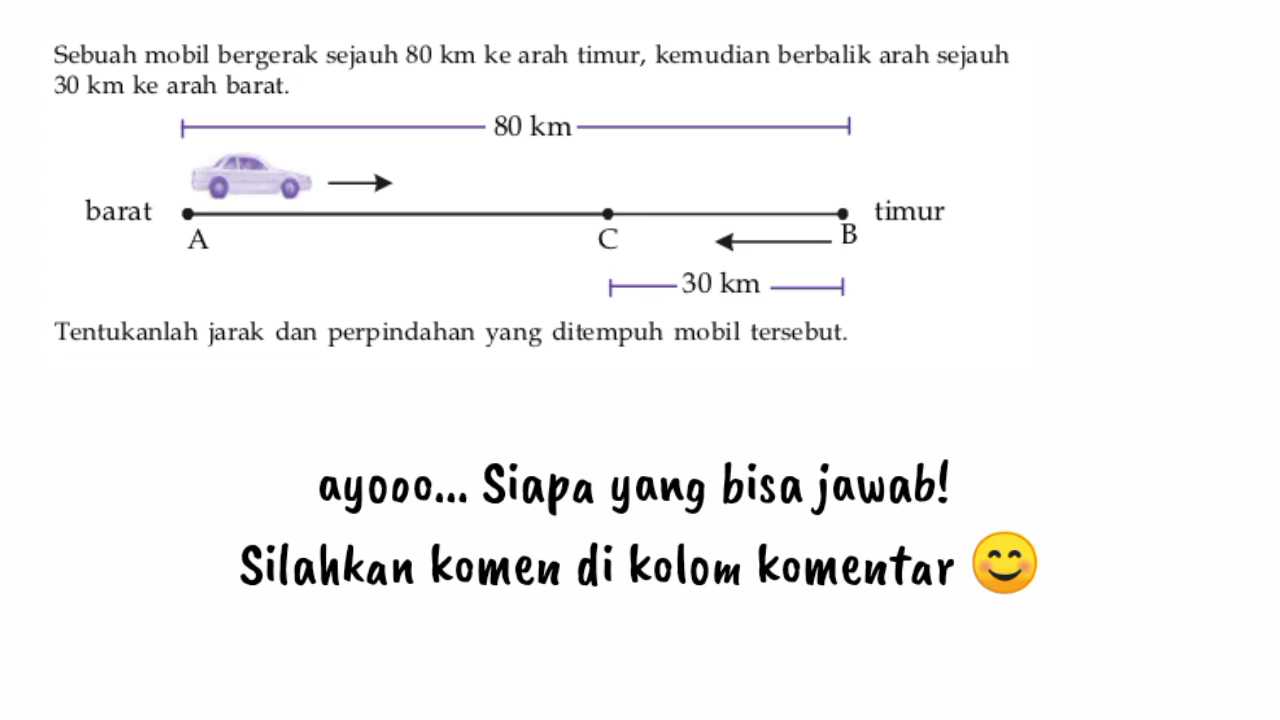 Sebuah mobil bergerak sejauh 80 km ke arah timur, kemudian berbalik arah sejauh
30 km ke arah barat.
80 km
barat
timur
A
C
B
30 km
Tentukanlah jarak dan perpindahan yang ditempuh mobil tersebut.
ayooo... Siapa yang bisa jawab!
Silahkan komen di kolom komentar 😊